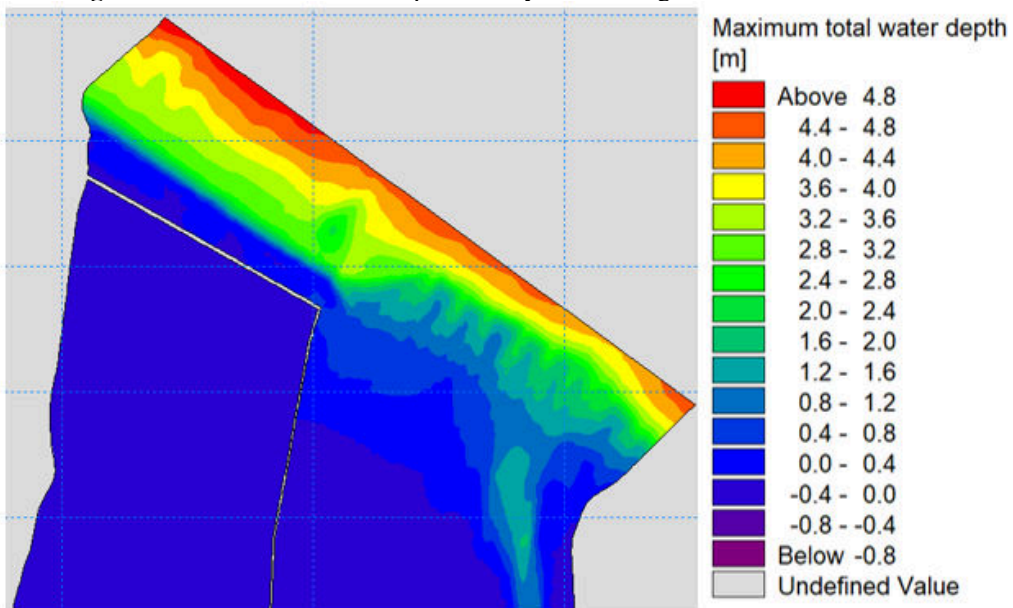 Maximum total water depth
[m]
Above 4.8
4.4 - 4.8
4.0 - 4.4
3.6 - 4.0
3.2 - 3.6
2.8 - 3.2
2.4 - 2.8
2.0 - 2.4
1.6 - 2.0
1.2 - 1.6
0.8 - 1.2
0.4 - 0.8
0.0 - 0.4
-0.4 - 0.0
-0.8 - -0.4
Below -0.8
Undefined Value